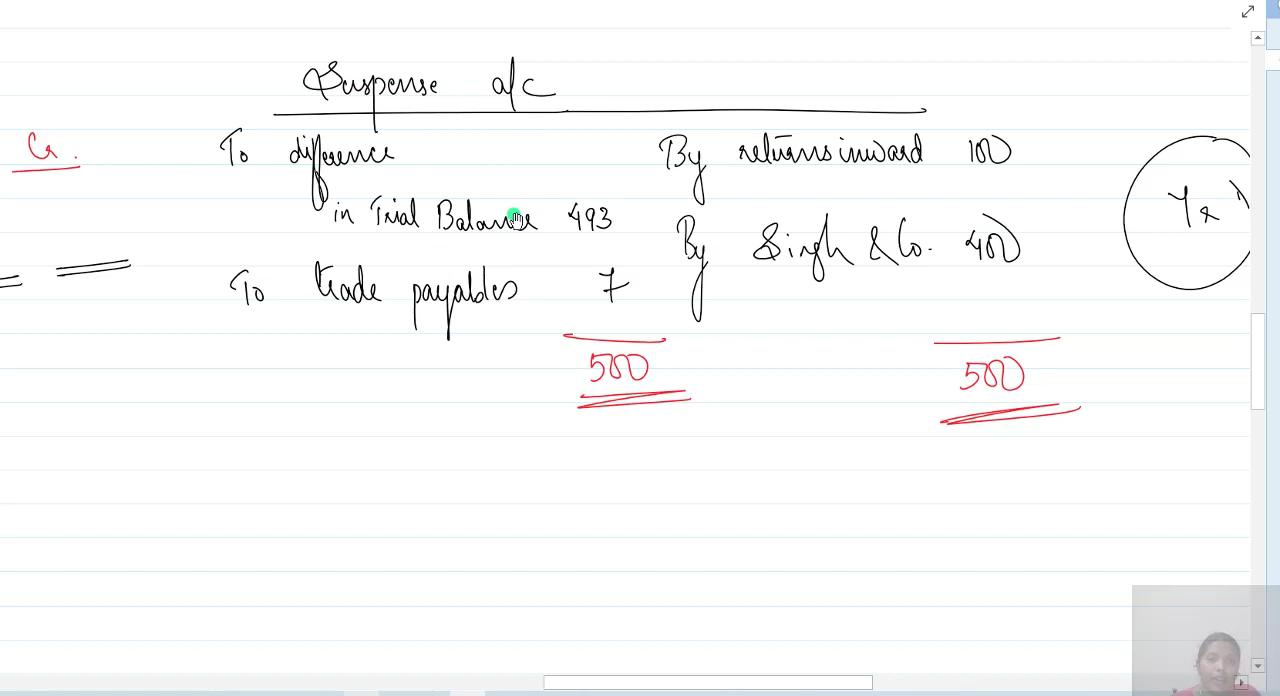 Suspense a/c
Cr.
To difference
in Trial Balance 493
To trade payables 7
500
By returns inward 100
By Singh & Co. 400
500